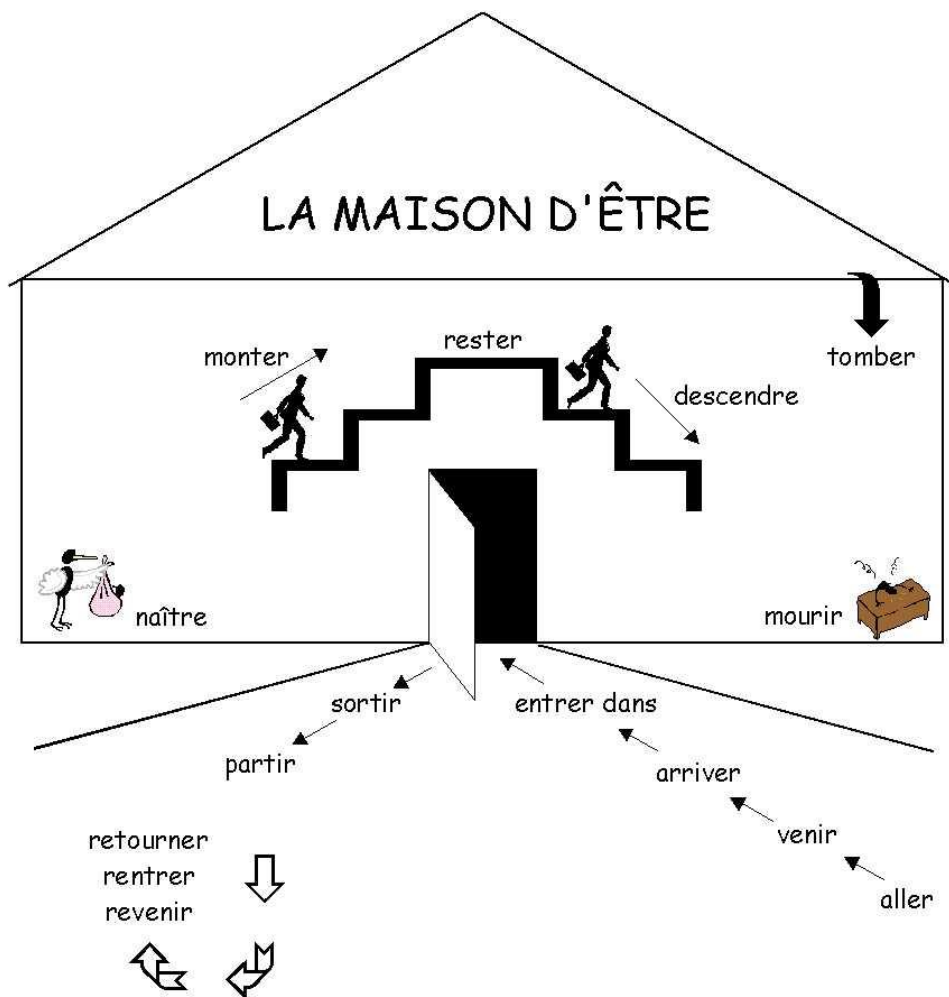 LA MAISON D'ÊTRE
monter
rester
descendre
tomber
naître
mourir
sortir
entrer dans
partir
arriver
venir
aller
retourner
rentrer
revenir